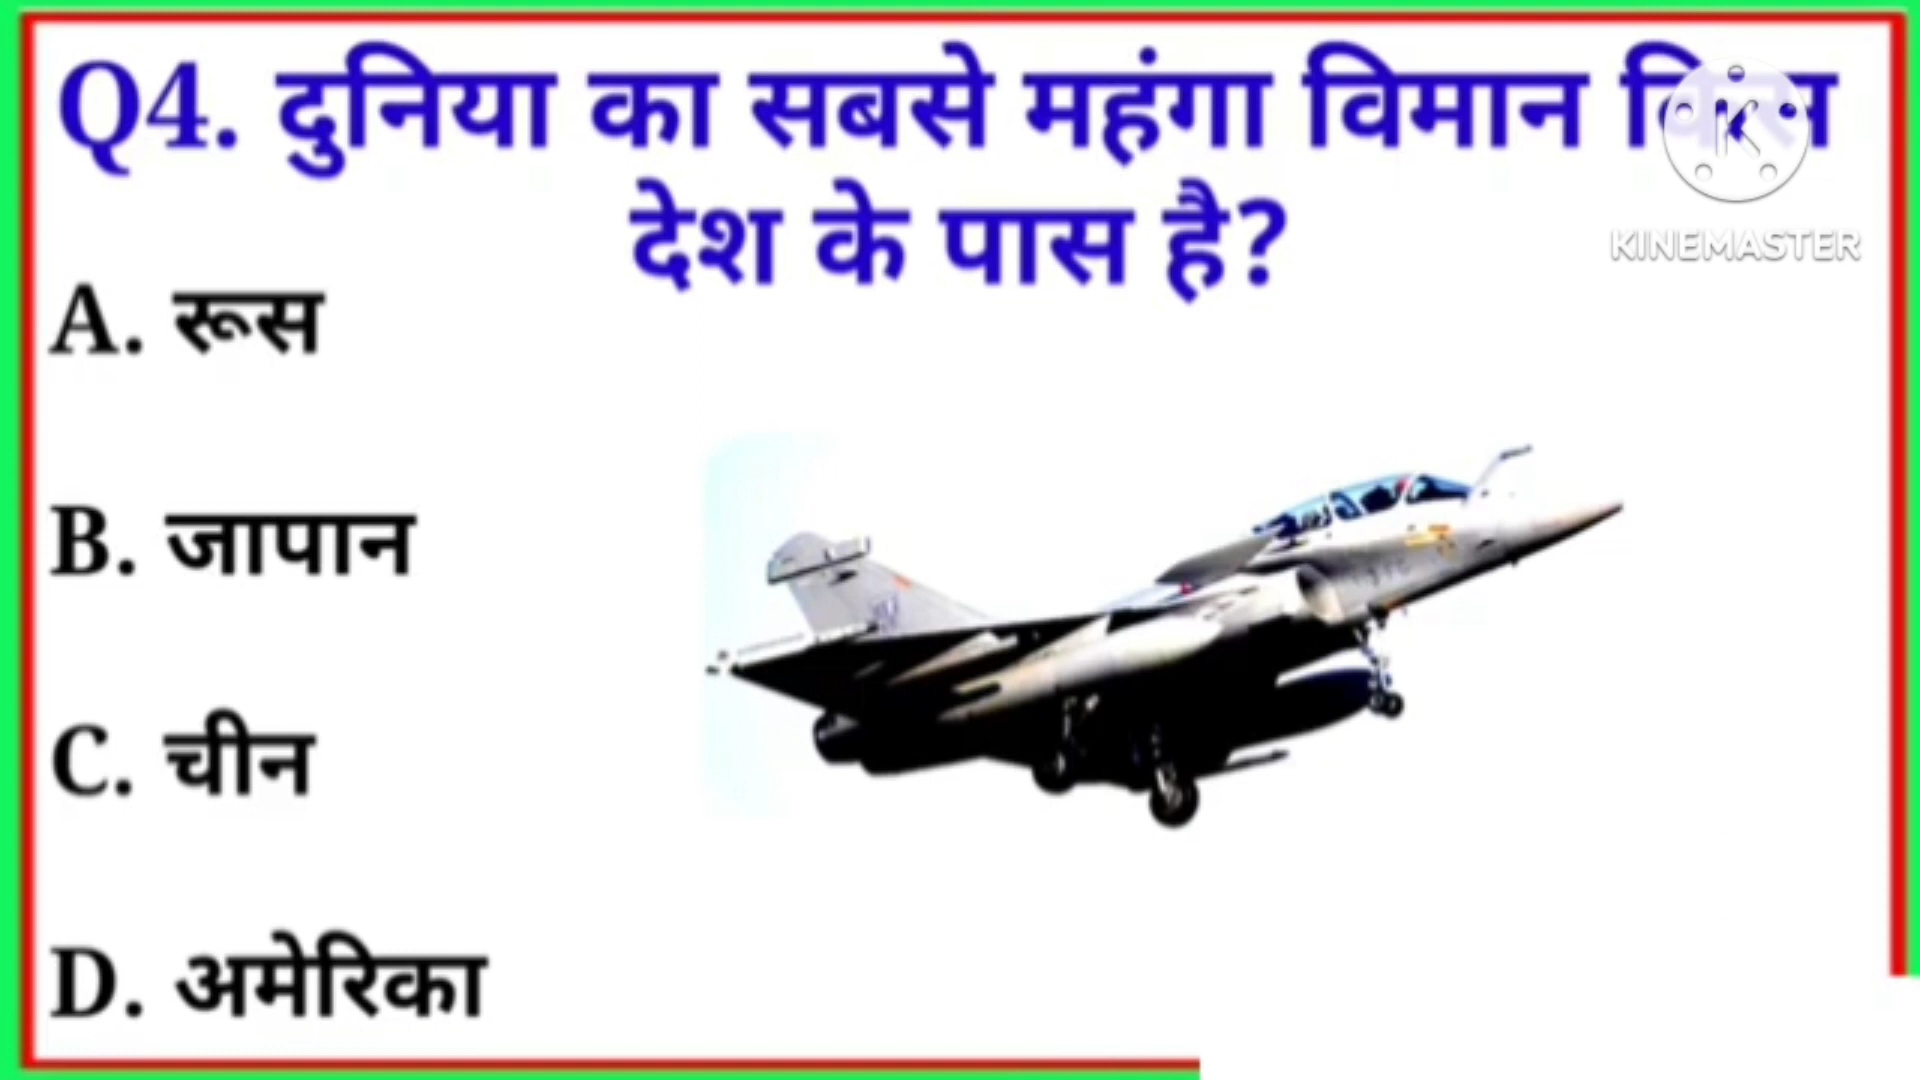 Q4. दुनिया का सबसे महंगा विमान किस
देश के पास है?
KINEMASTER
A. रूस
B. जापान
C. चीन
D. अमेरिका